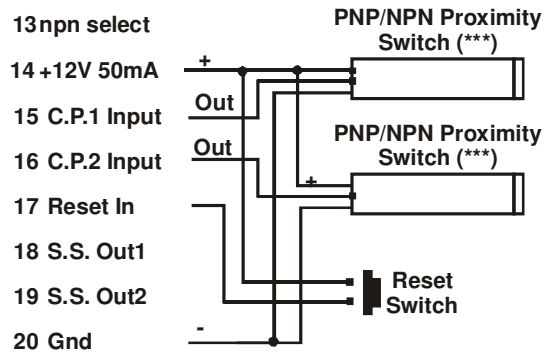 13 npn select
14 +12V 50mA
15 C.P.1 Input
16 C.P.2 Input
17 Reset In
18 S.S. Out1
19 S.S. Out2
20 Gnd
+
Out
Out
+
-
PNP/NPN Proximity
Switch (***)
PNP/NPN Proximity
Switch (***)
Reset
Switch